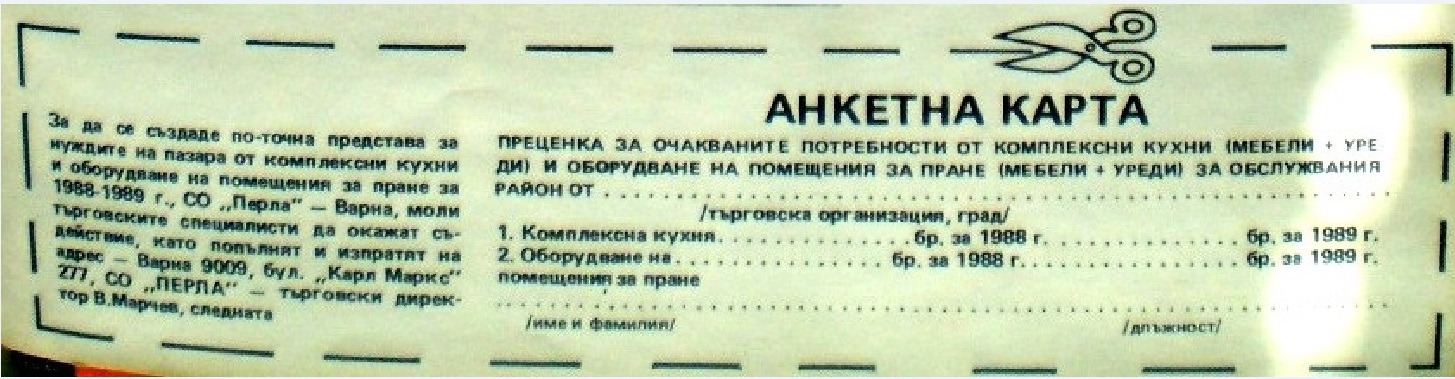 За да се създаде по-точна представа за
нуждите на пазара от комплексни кухни
и оборудване на помещения за пране за
1988-1989 г., СО „Перла" — Варна, моли
търговските специалисти да окажат съ-
действие, като попълнят и изпратят на
адрес — Варна 9009, бул. „Карл Маркс"
277, СО „ПЕРЛА" — търговски дирек-
тор В.Марчев, следната
АНКЕТНА КАРТА
ПРЕЦЕНКА ЗА ОЧАКВАНИТЕ ПОТРЕБНОСТИ ОТ КОМПЛЕКСНИ КУХНИ (МЕБЕЛИ + УРЕ
ДИ) И ОБОРУДВАНЕ НА ПОМЕЩЕНИЯ ЗА ПРАНЕ (МЕБЕЛИ + УРЕДИ) ЗА ОБСЛУЖВАНИЯ
РАЙОН ОТ . . . . . . . . . . . . . . . . . . . . . . . . . . . . . . . . . . . .
/търговска организация, град/
1. Комплексна кухня. . . . . . . . . . . . . .бр. за 1988 г. . . . . . . . . . . . . . . бр. за 1989 г.
2. Оборудване на. . . . . . . . . . . . . . . бр. за 1988 г. . . . . . . . . . . . . . . бр. за 1989 г.
помещения за пране
. . . . . . . . . . . . . . . . . . . . . . . . . . . . . . . . . . . . . . . . . . . .
/име и фамилия/ /длъжност/